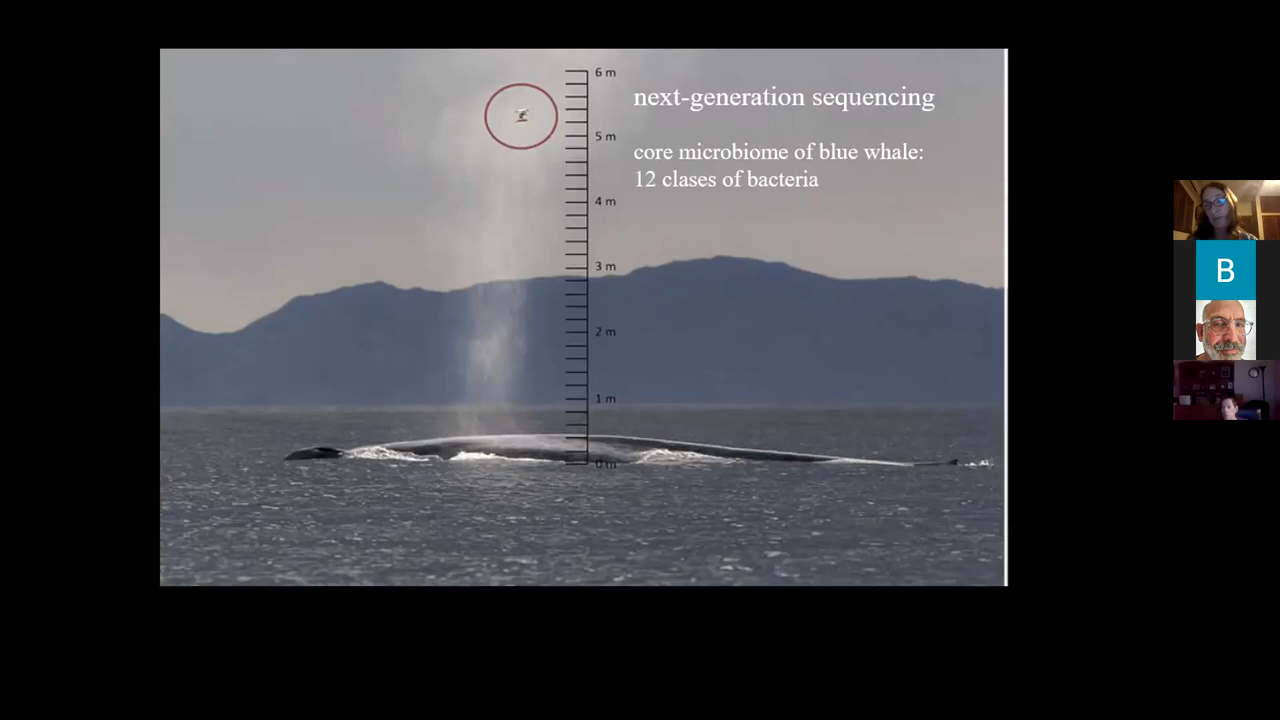 6 m
5 m
4 m
3 m
2 m
1 m
0 m
next-generation sequencing
core microbiome of blue whale:
12 clases of bacteria
B